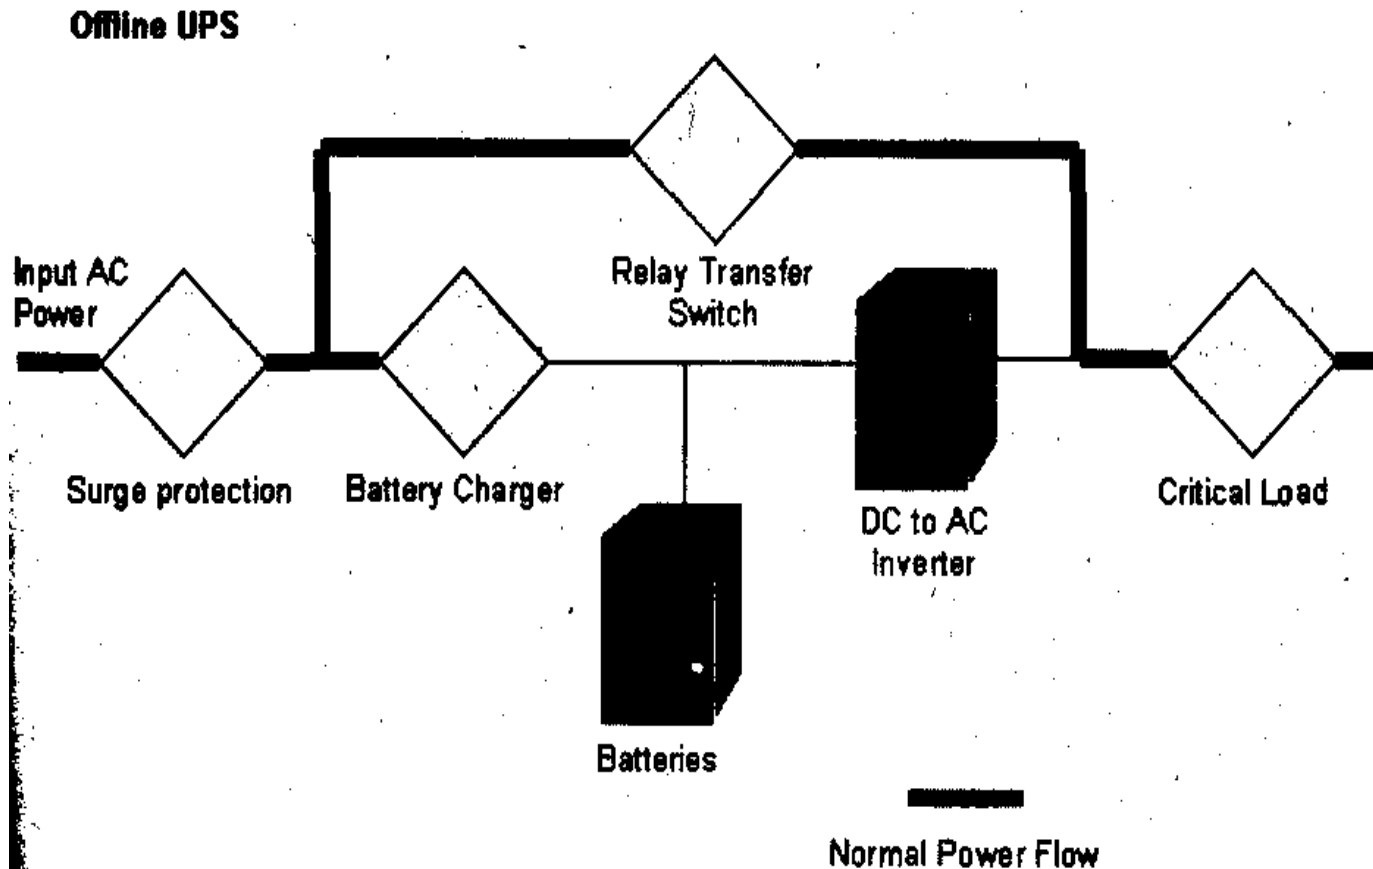 Offline UPS
Input AC
Power
Relay Transfer
Switch
Surge protection
Battery Charger
DC to AC
Inverter
Critical Load
Batteries
Normal Power Flow